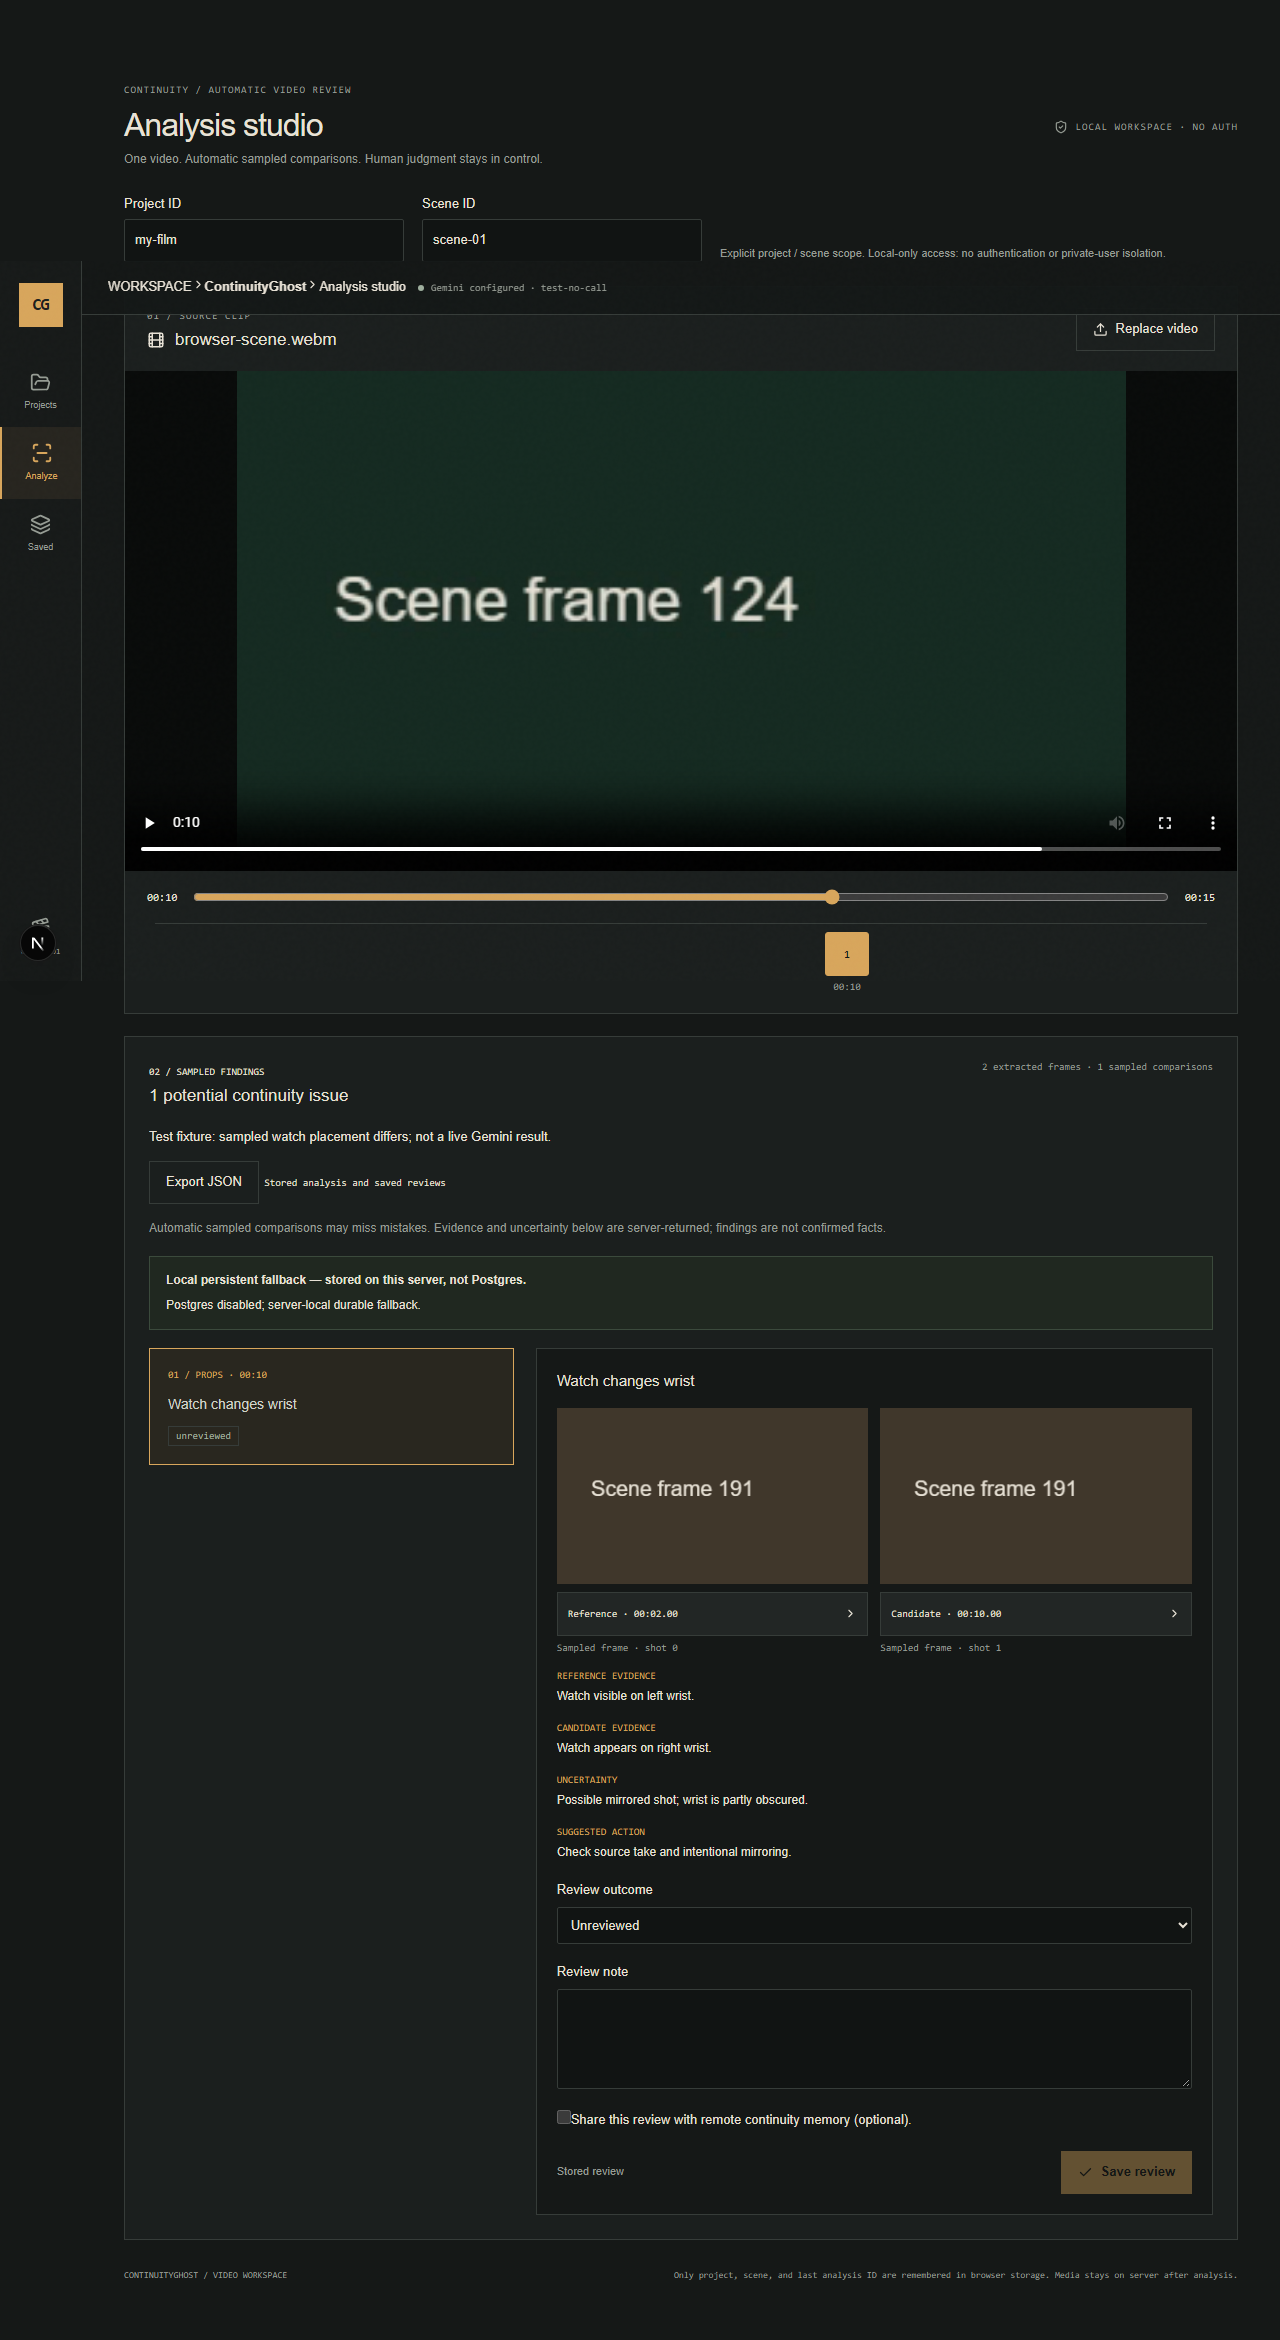 CONTINUITY / AUTOMATIC VIDEO REVIEW
Analysis studio
LOCAL WORKSPACE · NO AUTH
One video. Automatic sampled comparisons. Human judgment stays in control.
Project ID
Scene ID
my-film
scene-01
Explicit project / scene scope. Local-only access: no authentication or private-user isolation.
CG
WORKSPACE > ContinuityGhost > Analysis studio
Gemini configured · test-no-call
01 / SOURCE CLIP
browser-scene.webm
Replace video
Projects
Analyze
Saved
Scene frame 124
0:10
00:10
00:15
N
1
00:10
02 / SAMPLED FINDINGS
2 extracted frames · 1 sampled comparisons
1 potential continuity issue
Test fixture: sampled watch placement differs; not a live Gemini result.
Export JSON
Stored analysis and saved reviews
Automatic sampled comparisons may miss mistakes. Evidence and uncertainty below are server-returned; findings are not confirmed facts.
Local persistent fallback — stored on this server, not Postgres.
Postgres disabled; server-local durable fallback.
01 / PROPS · 00:10
Watch changes wrist
unreviewed
Watch changes wrist
Scene frame 191
Scene frame 191
Reference · 00:02.00
Candidate · 00:10.00
Sampled frame · shot 0
Sampled frame · shot 1
REFERENCE EVIDENCE
Watch visible on left wrist.
CANDIDATE EVIDENCE
Watch appears on right wrist.
UNCERTAINTY
Possible mirrored shot; wrist is partly obscured.
SUGGESTED ACTION
Check source take and intentional mirroring.
Review outcome
Unreviewed
Review note
Share this review with remote continuity memory (optional).
Stored review
Save review
CONTINUITYGHOST / VIDEO WORKSPACE
Only project, scene, and last analysis ID are remembered in browser storage. Media stays on server after analysis.